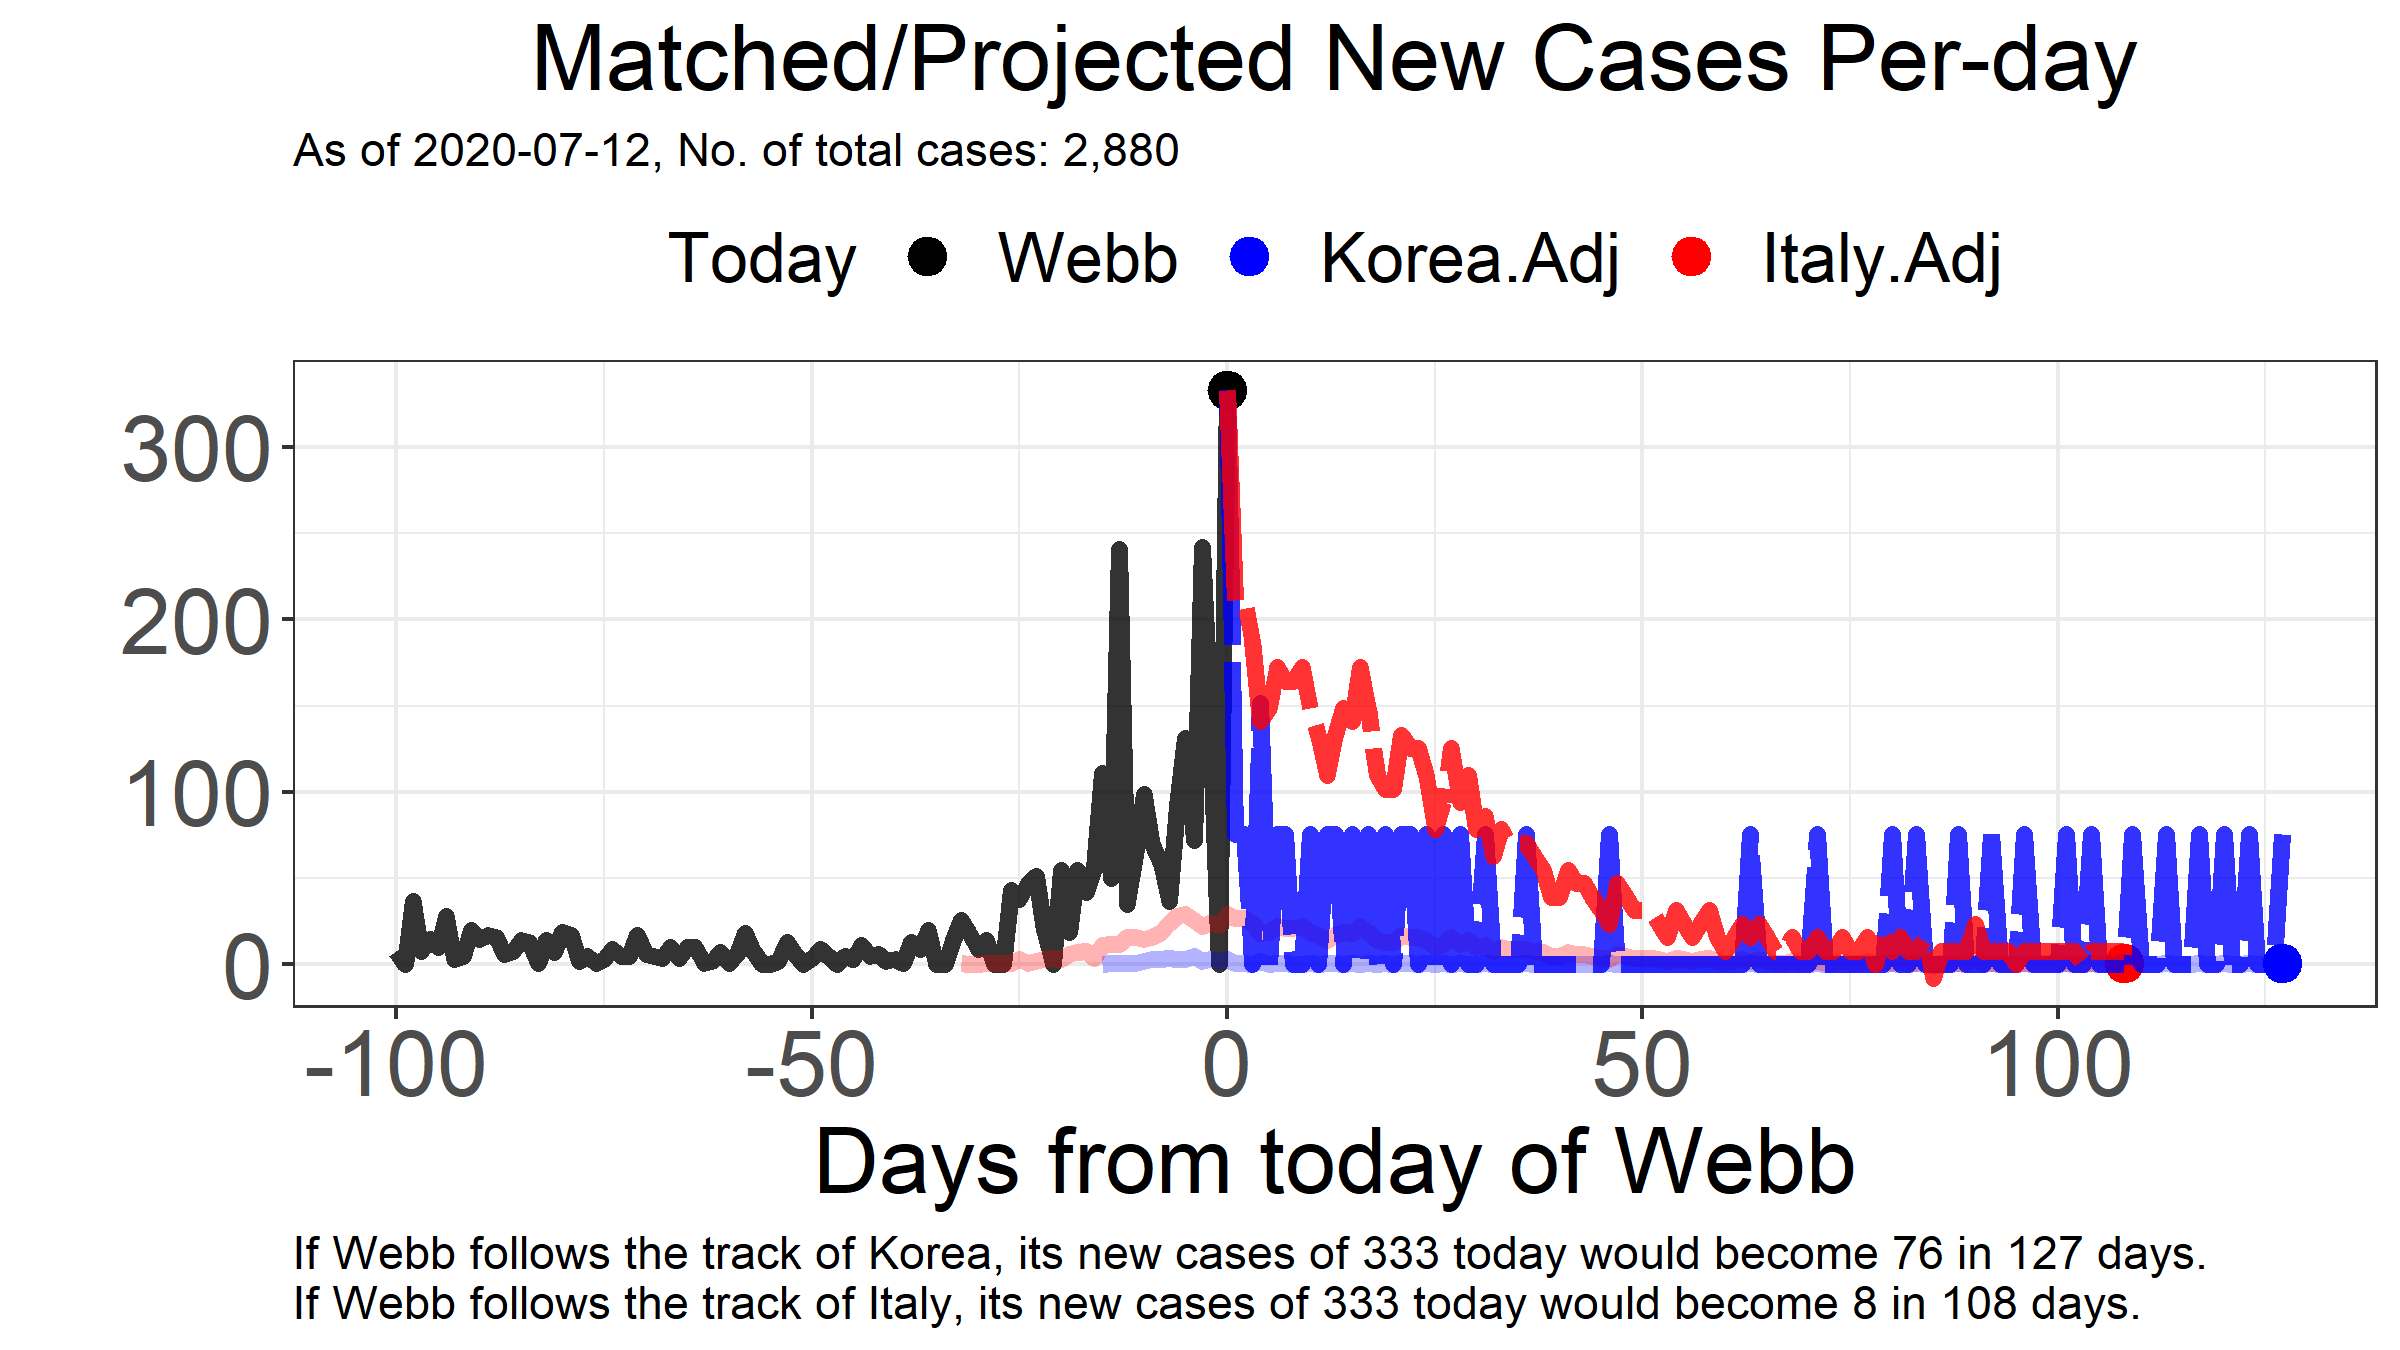 Matched/Projected New Cases Per-day
As of 2020-07-12, No. of total cases: 2,880
Today Webb Korea.Adj Italy.Adj
300
200
100
0
-100 -50 0 50 100
Days from today of Webb
If Webb follows the track of Korea, its new cases of 333 today would become 76 in 127 days.
If Webb follows the track of Italy, its new cases of 333 today would become 8 in 108 days.